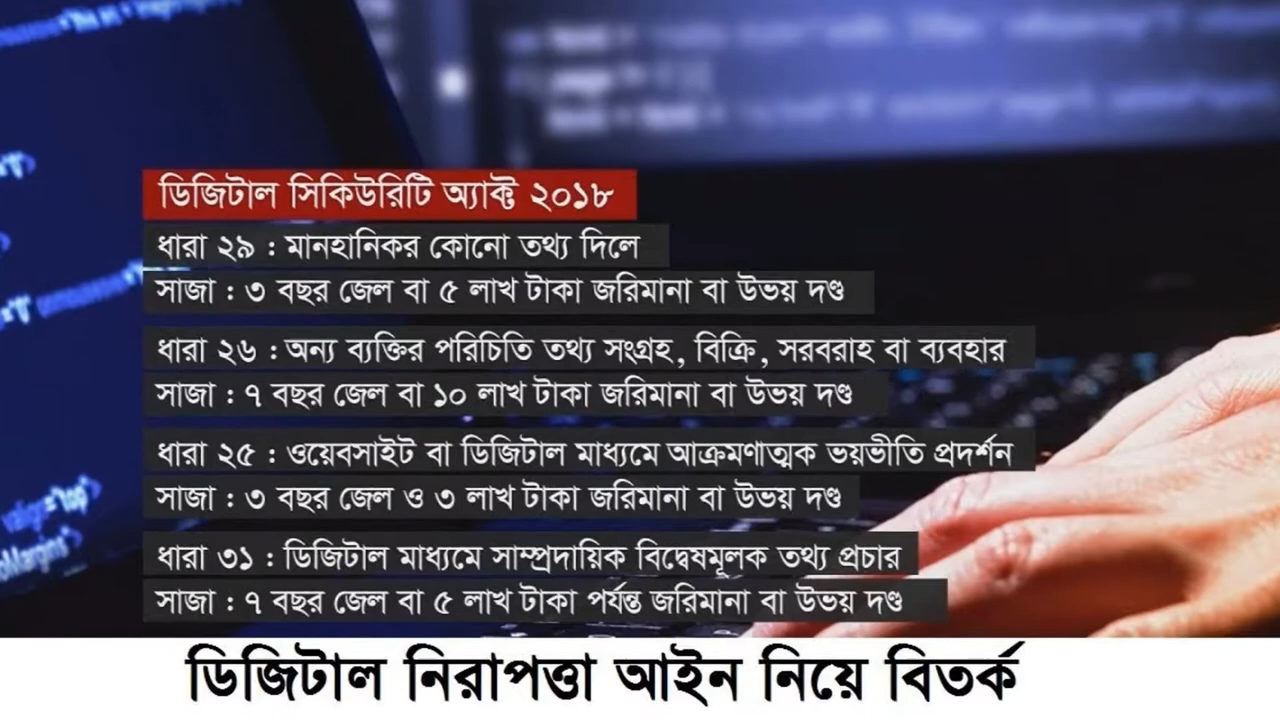 ডিজিটাল সিকিউরিটি অ্যাক্ট ২০১৮
ধারা ২৯ : মানহানিকর কোনো তথ্য দিলে
সাজা : ৩ বছর জেল বা ৫ লাখ টাকা জরিমানা বা উভয় দণ্ড
ধারা ২৬ : অন্য ব্যক্তির পরিচিতি তথ্য সংগ্রহ, বিক্রি, সরবরাহ বা ব্যবহার
সাজা : ৭ বছর জেল বা ১০ লাখ টাকা জরিমানা বা উভয় দণ্ড
ধারা ২৫ : ওয়েবসাইট বা ডিজিটাল মাধ্যমে আক্রমণাত্মক ভয়ভীতি প্রদর্শন
সাজা : ৩ বছর জেল ও ৩ লাখ টাকা জরিমানা বা উভয় দণ্ড
ধারা ৩১ : ডিজিটাল মাধ্যমে সাম্প্রদায়িক বিদ্বেষমূলক তথ্য প্রচার
সাজা : ৭ বছর জেল বা ৫ লাখ টাকা পর্যন্ত জরিমানা বা উভয় দণ্ড
ডিজিটাল নিরাপত্তা আইন নিয়ে বিতর্ক